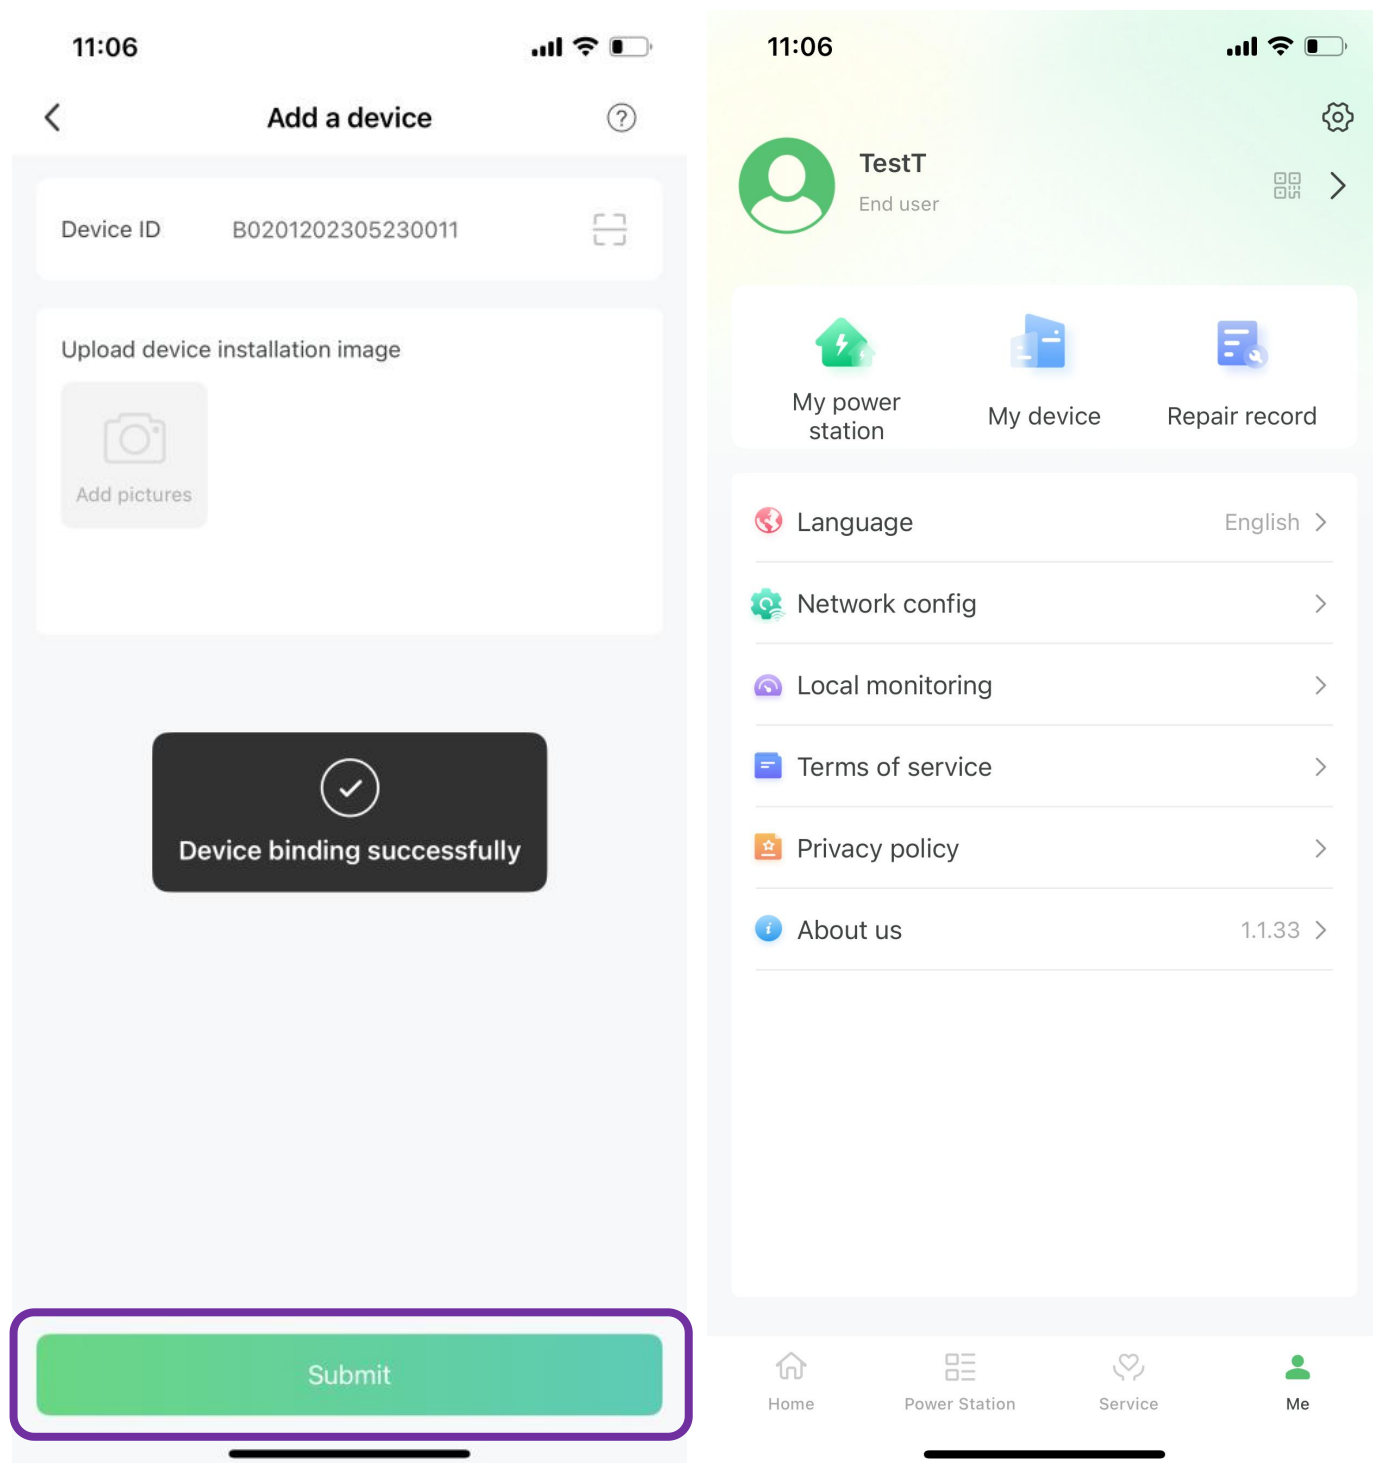 11:06
Add a device
Device ID B0201202305230011
Upload device installation image
Add pictures
Device binding successfully
Submit
11:06
TestT
End user
My power
station
My device
Repair record
Language English
Network config
Local monitoring
Terms of service
Privacy policy
About us 1.1.33
Home
Power Station
Service
Me